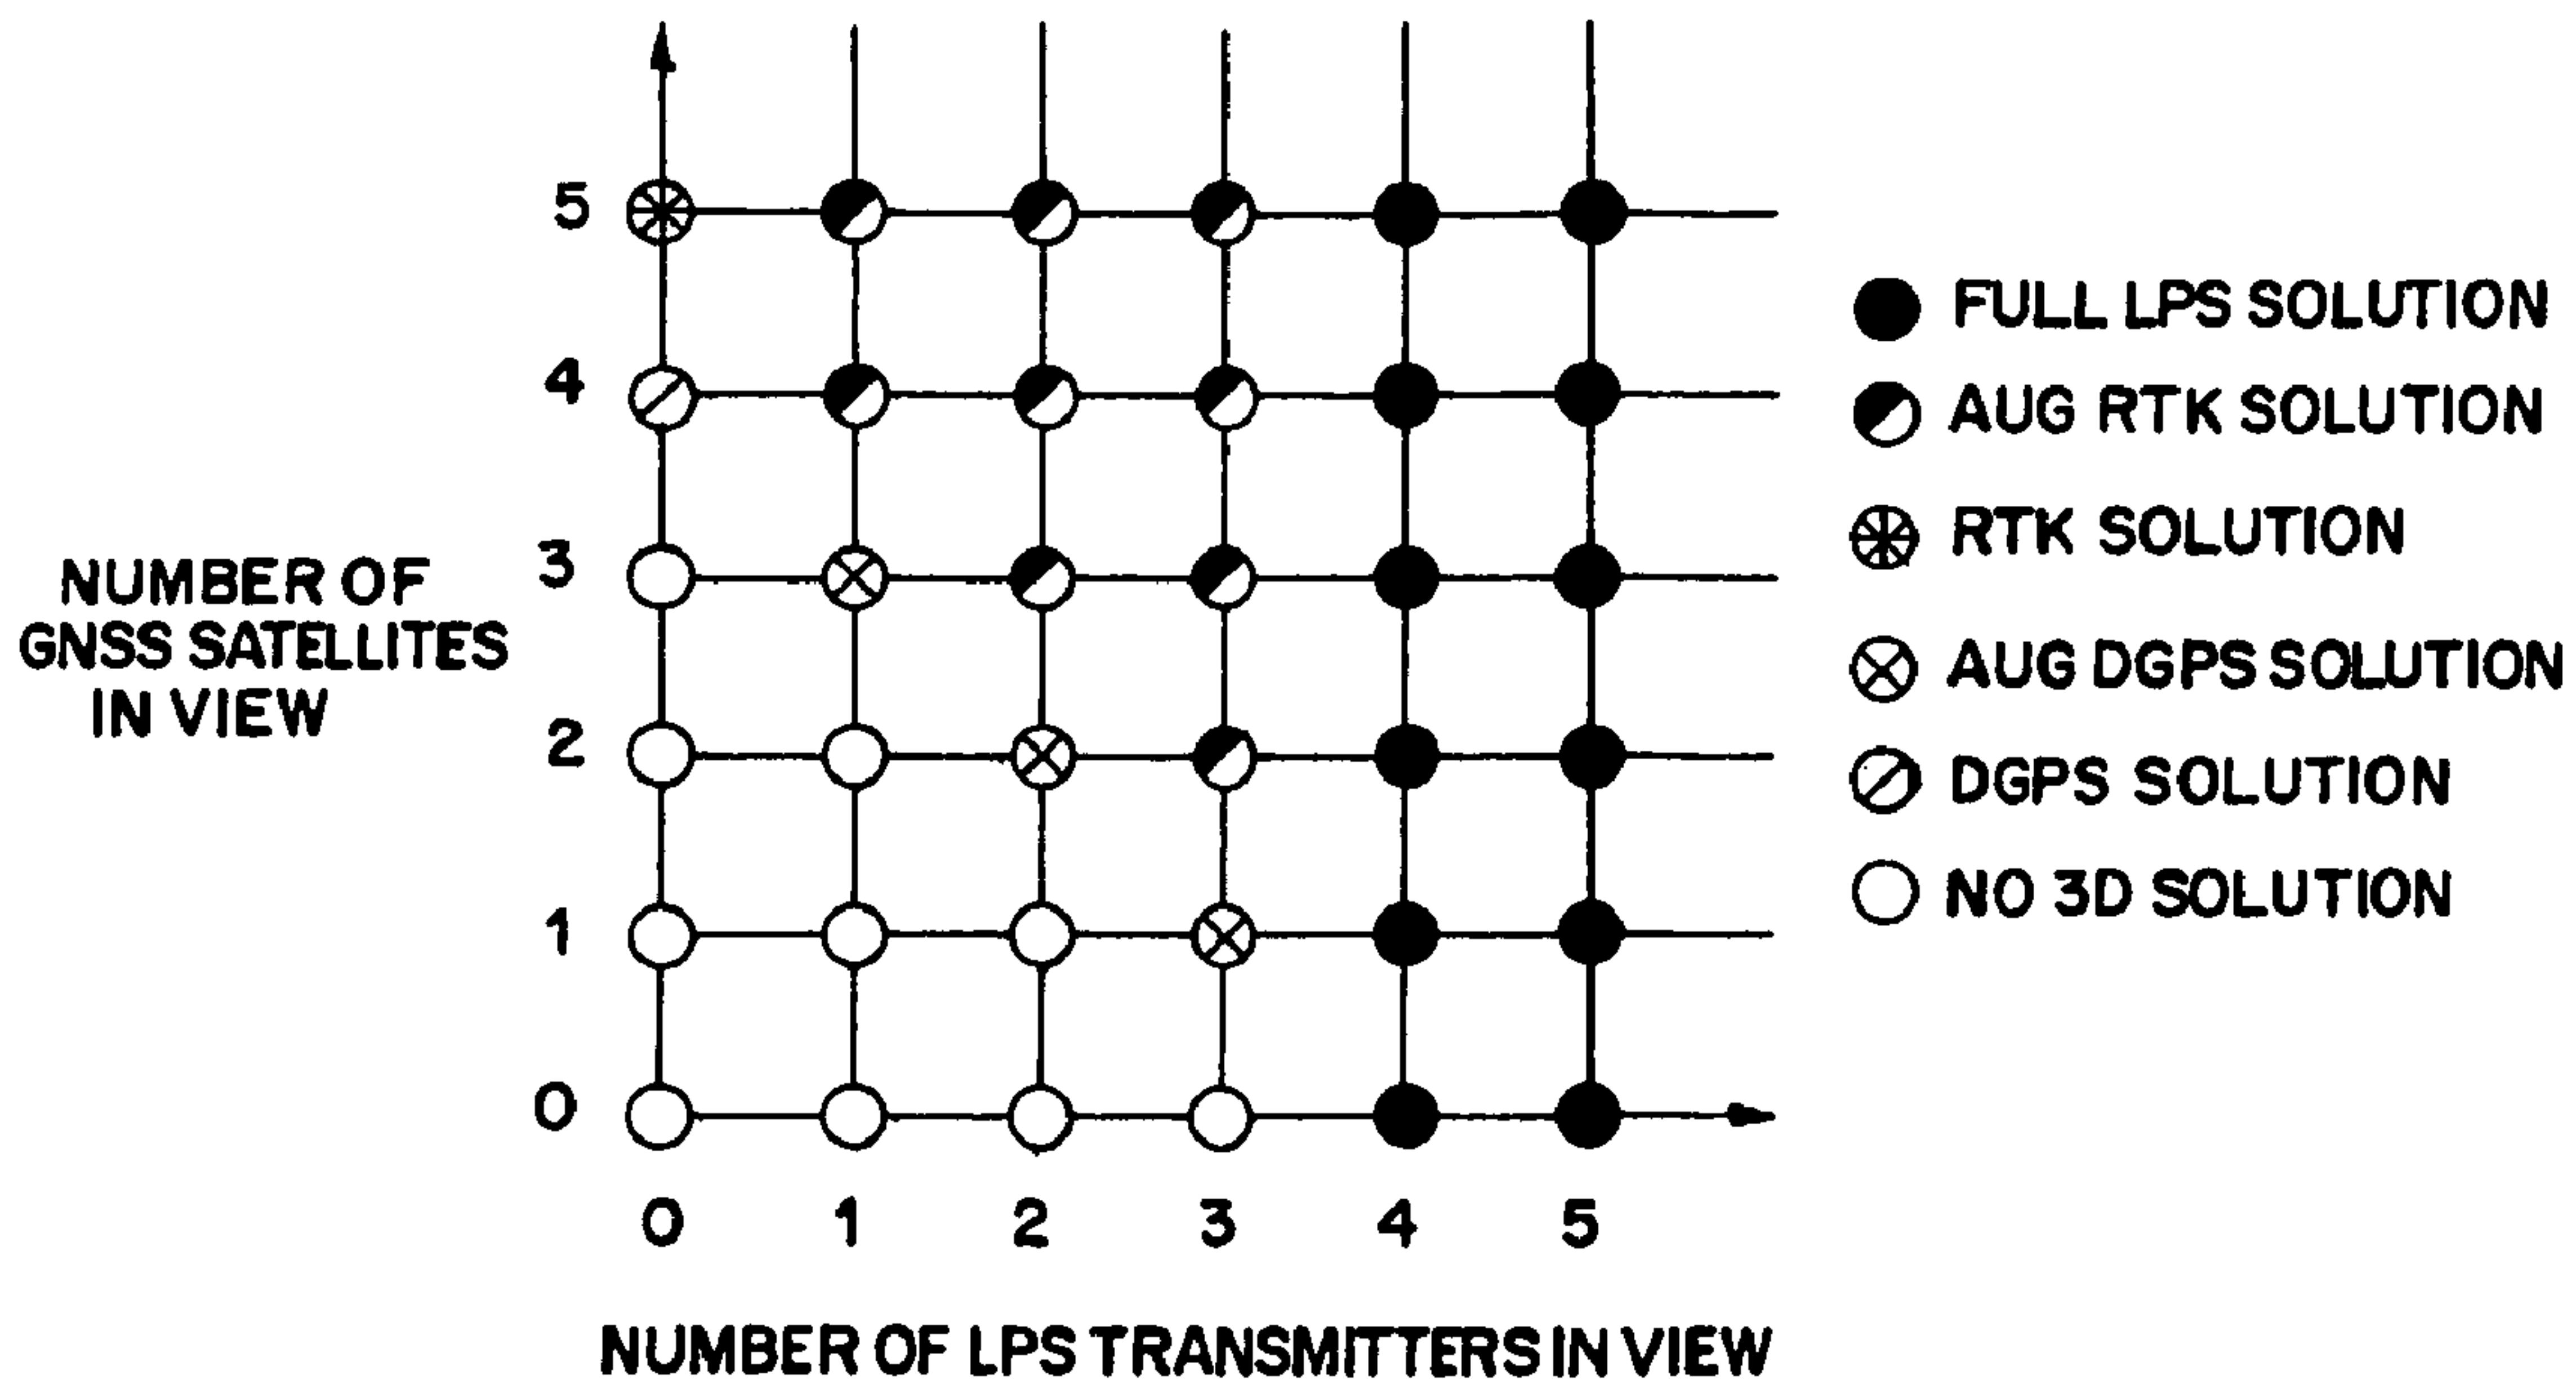 5
4
3
2
1
0
NUMBER OF
GNSS SATELLITES
IN VIEW
0 1 2 3 4 5
NUMBER OF LPS TRANSMITTERS IN VIEW
FULL LPS SOLUTION
AUG RTK SOLUTION
RTK SOLUTION
AUG DGPS SOLUTION
DGPS SOLUTION
NO 3D SOLUTION